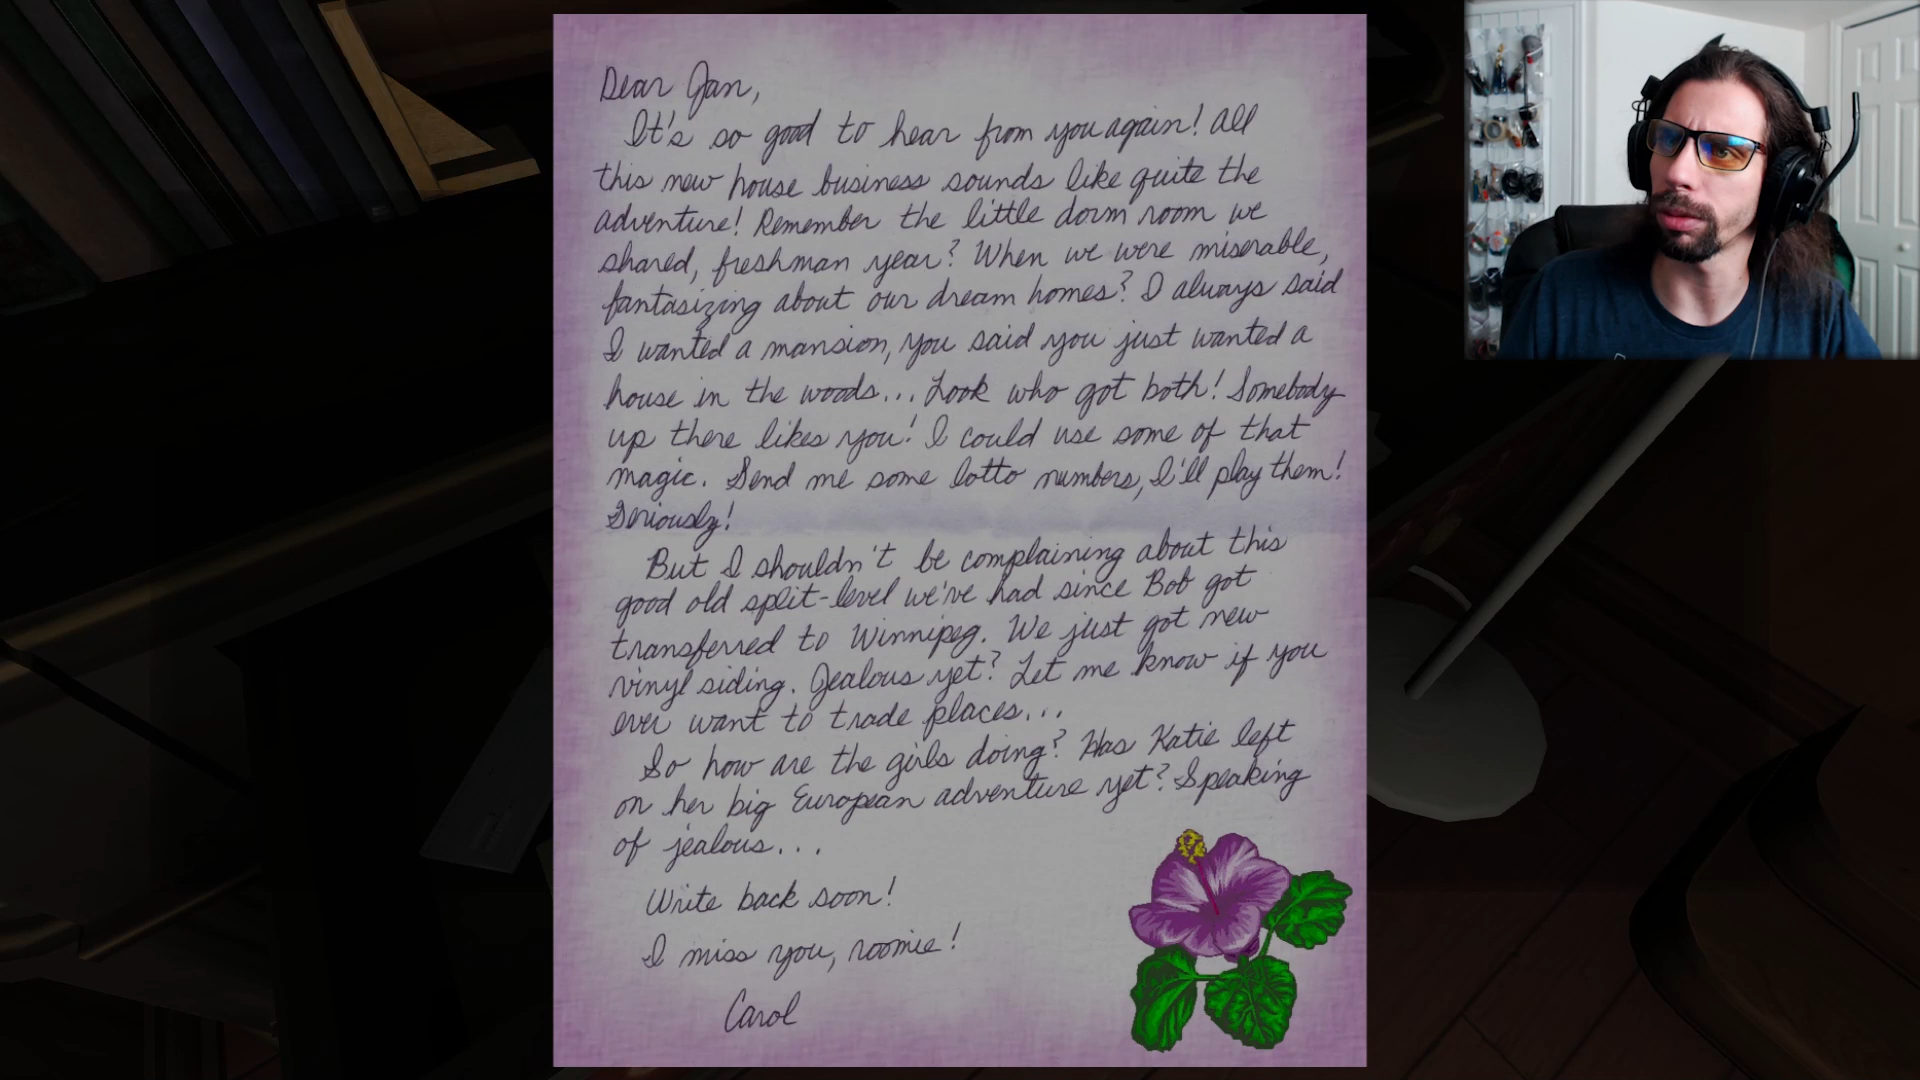 Dear Jan,
It's so good to hear from you again! All
this new house business sounds like quite the
adventure! Remember the little dorm room we
shared, freshman year? When we were miserable,
fantasizing about our dream homes? I always said
I wanted a mansion, you said you just wanted a
house in the woods... Look who got both! Somebody
up there likes you! I could use some of that
magic. Send me some lotto numbers, I'll play them!
Seriously!
But I shouldn't be complaining about this
good old split-level we've had since Bob got
transferred to Winnipeg. We just got new
vinyl siding. Jealous yet? Let me know if you
ever want to trade places...
So how are the girls doing? Has Katie left
on her big European adventure yet? Speaking
of jealous...
Write back soon!
I miss you, roomie!
Carol